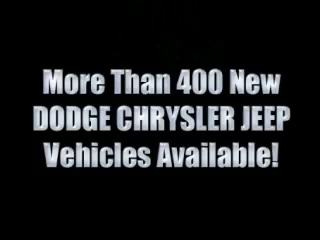 More Than 400 New
DODGE CHRYSLER JEEP
Vehicles Available!